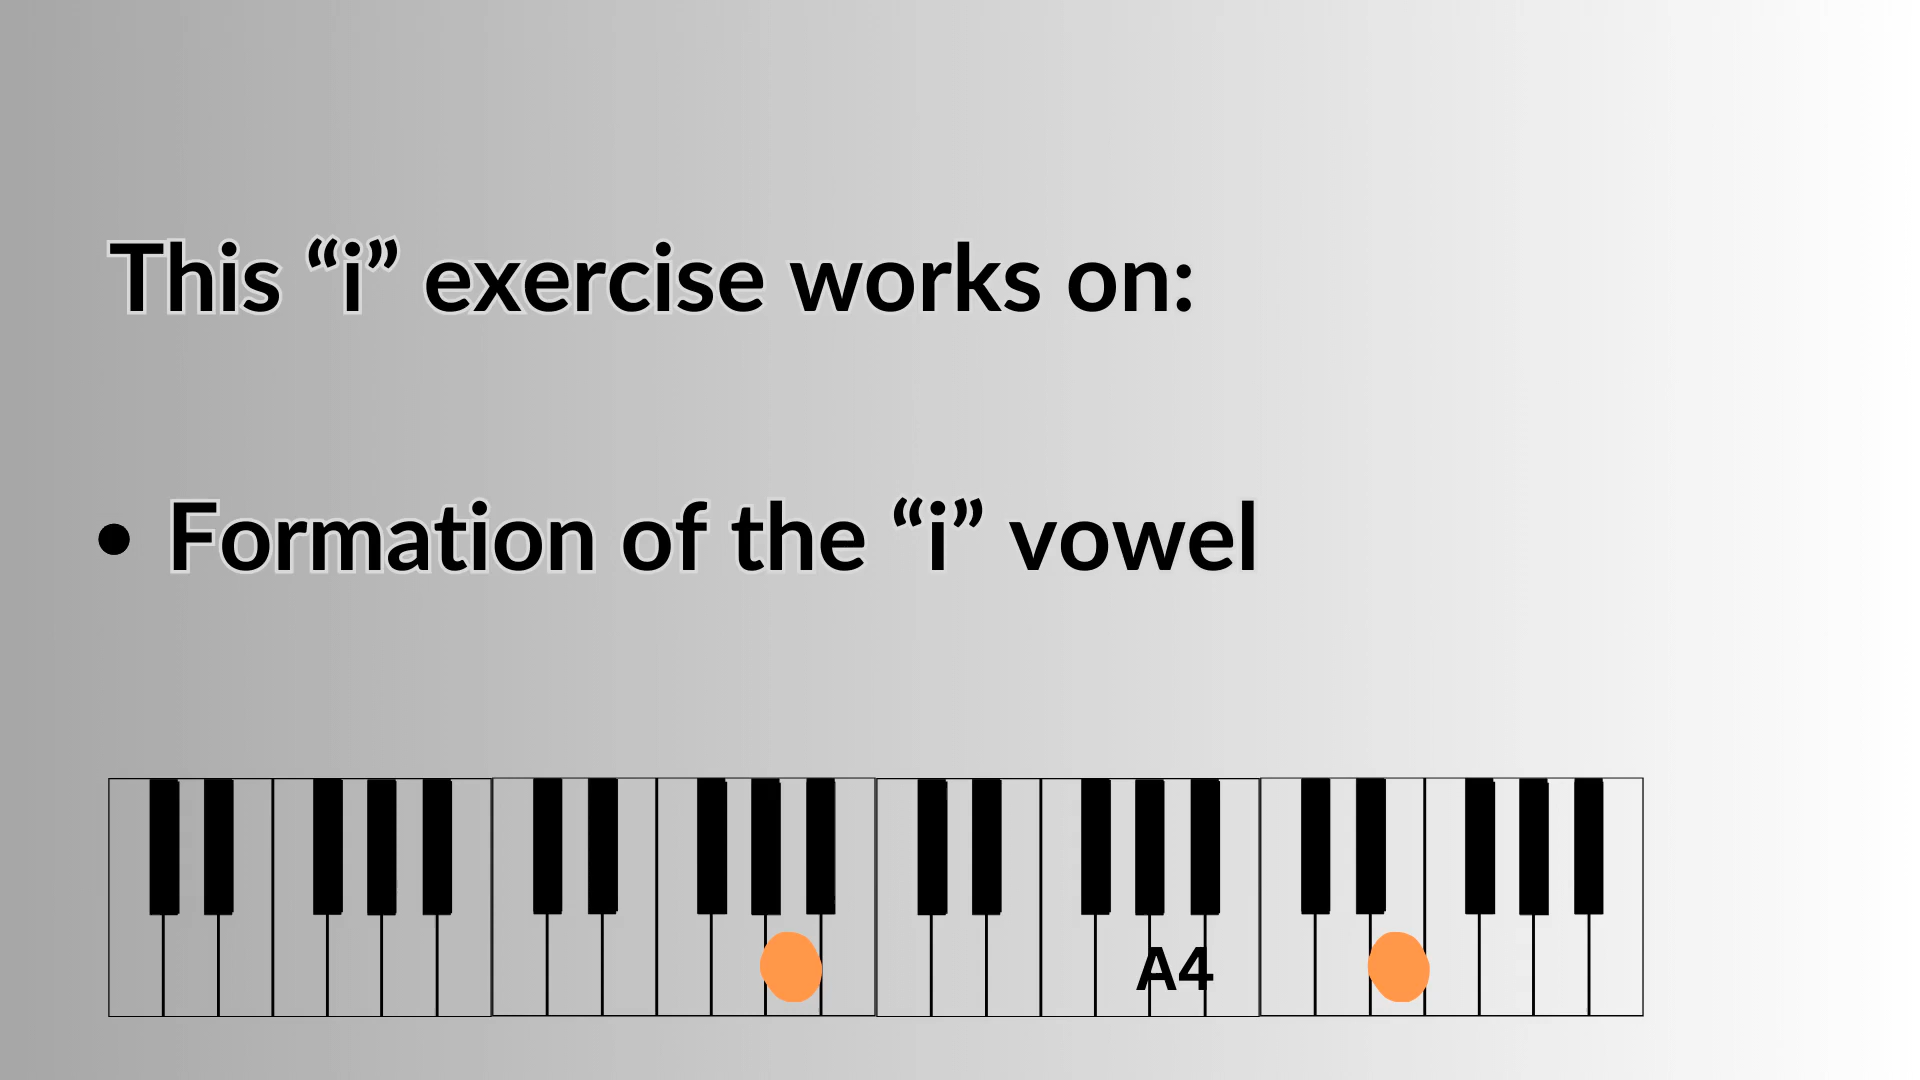 This “i” exercise works on:
• Formation of the “i” vowel
A4